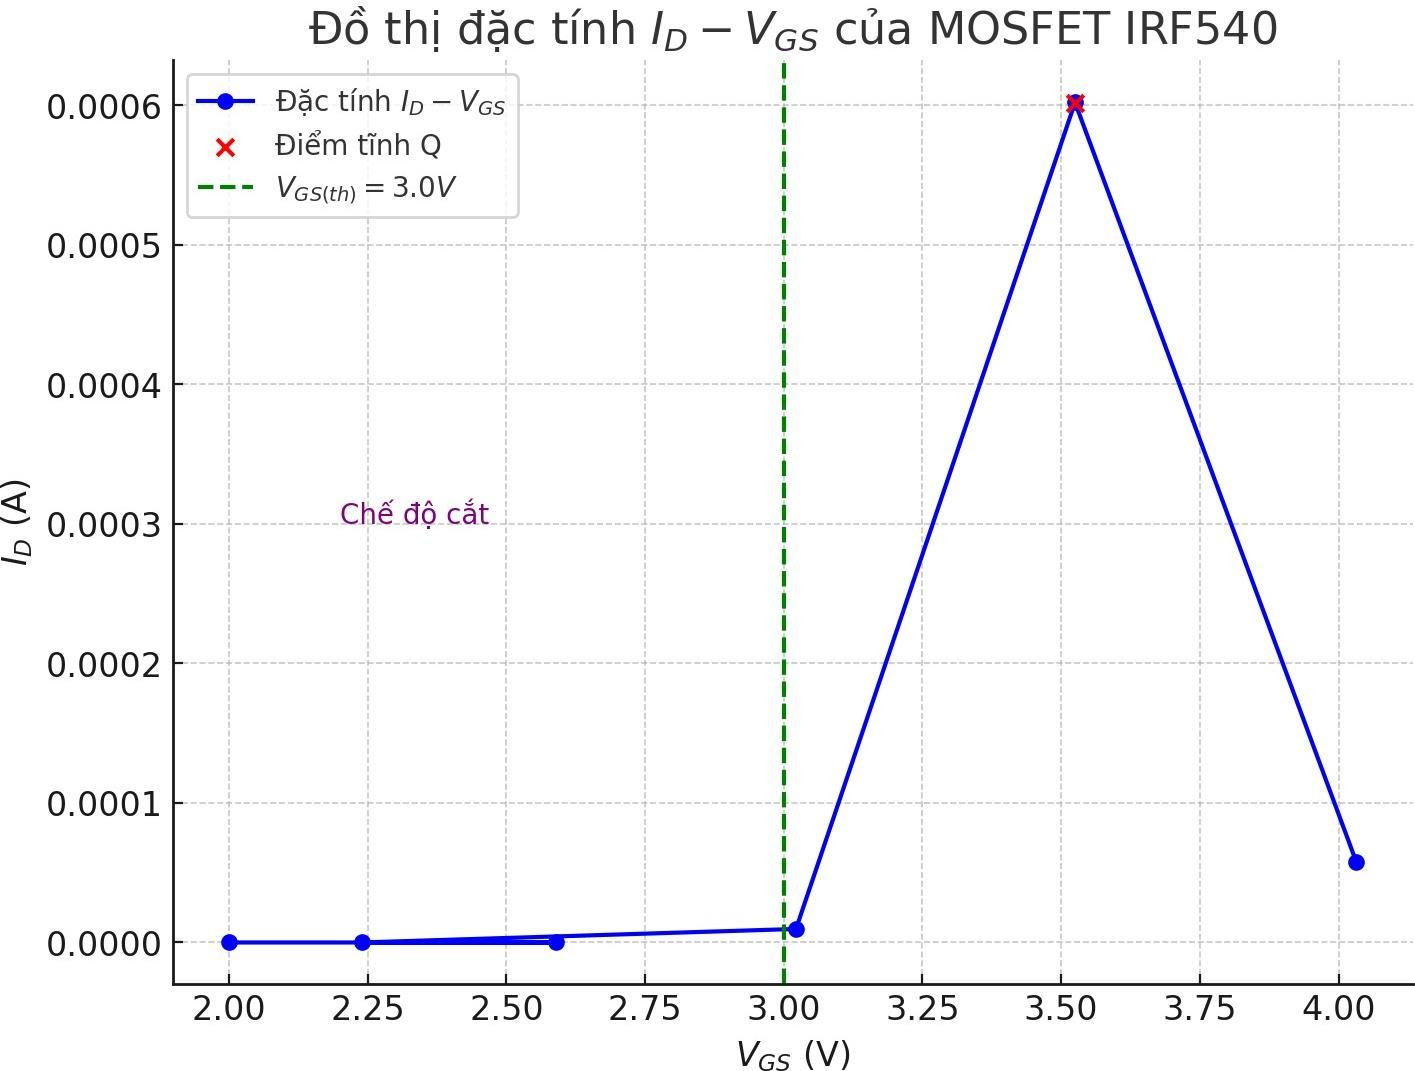 Đồ thị đặc tính I_D − V_GS của MOSFET IRF540
Đặc tính I_D − V_GS
Điểm tĩnh Q
V_GS(th) = 3.0V
0.0006
0.0005
0.0004
0.0003
0.0002
0.0001
0.0000
I_D (A)
Chế độ cắt
2.00 2.25 2.50 2.75 3.00 3.25 3.50 3.75 4.00
V_GS (V)